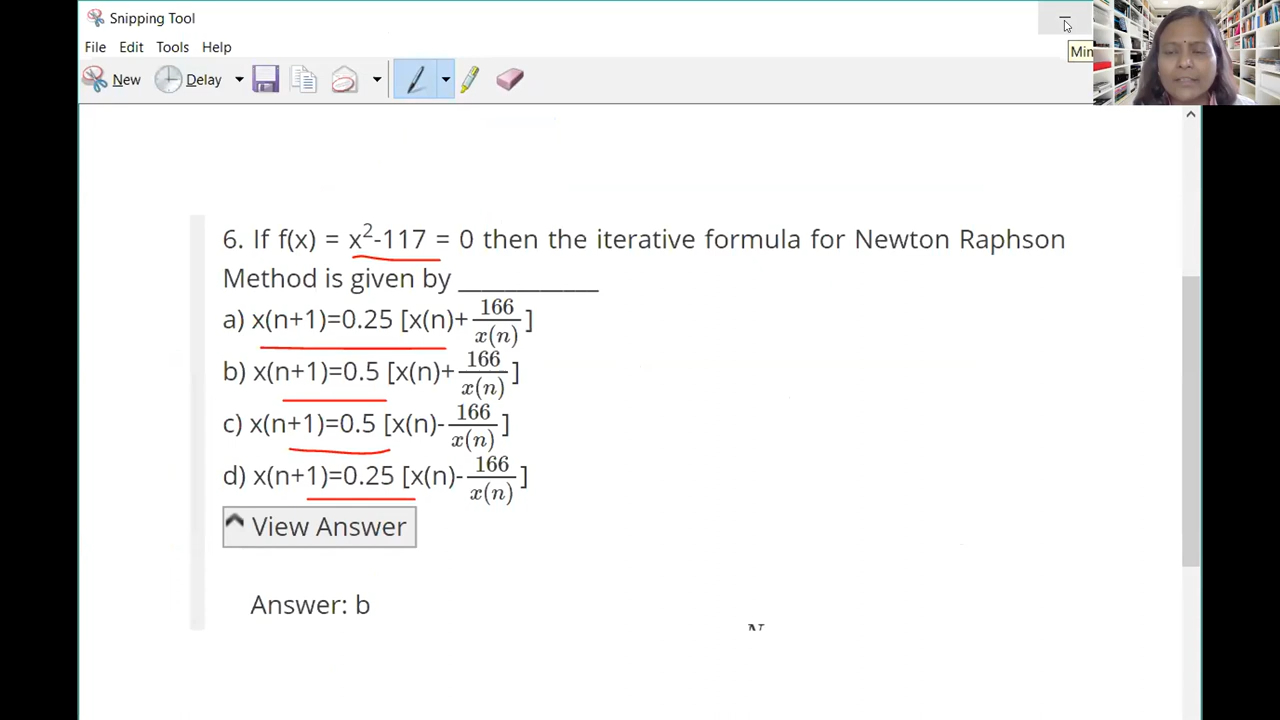 Snipping Tool
File Edit Tools Help
Min
New Delay
6. If f(x) = x²-117 = 0 then the iterative formula for Newton Raphson
Method is given by ____________
a) x(n+1)=0.25 [x(n)+166/x(n)]
b) x(n+1)=0.5 [x(n)+166/x(n)]
c) x(n+1)=0.5 [x(n)-166/x(n)]
d) x(n+1)=0.25 [x(n)-166/x(n)]
View Answer
Answer: b
N